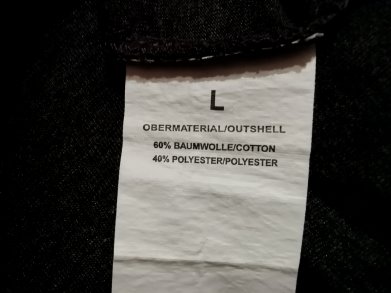 L
OBERMATERIAL/OUTSHELL
60% BAUMWOLLE/COTTON
40% POLYESTER/POLYESTER